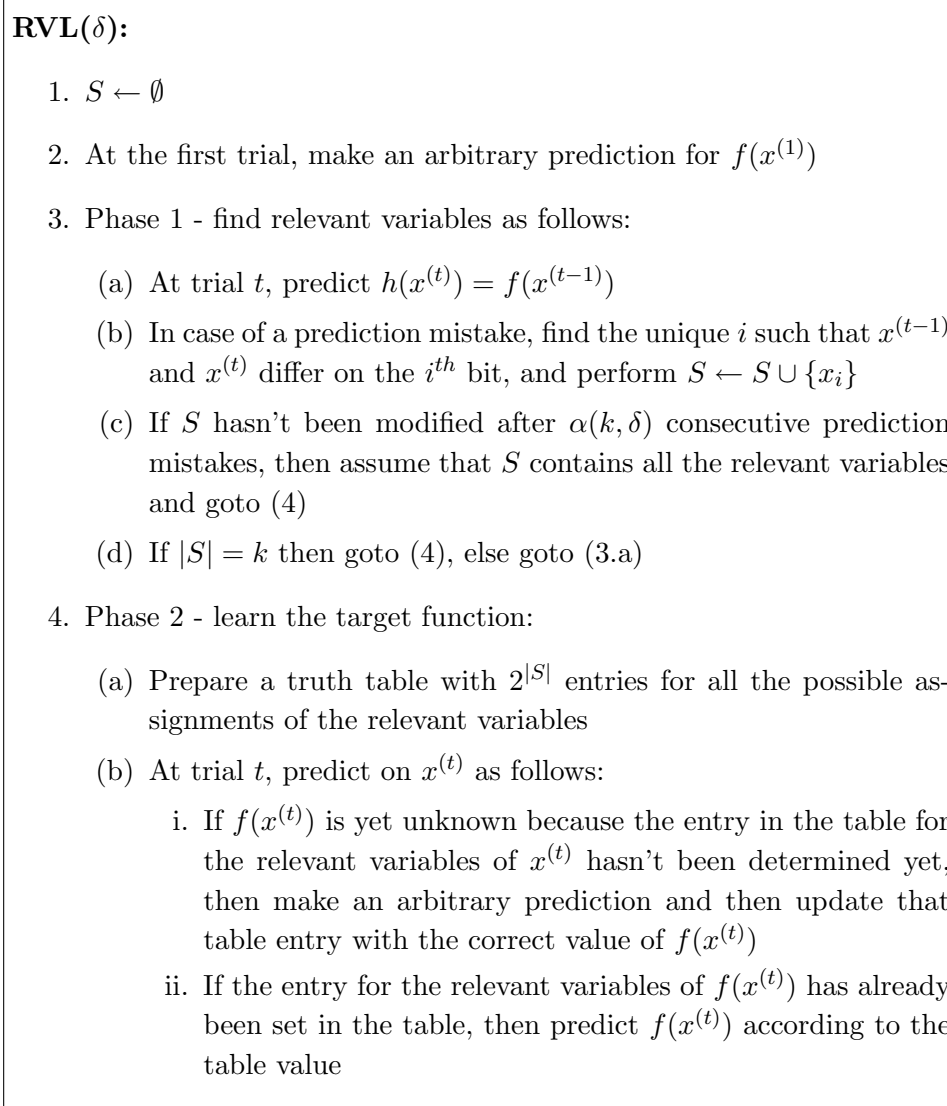 RVL(δ):
1. S ← ∅
2. At the first trial, make an arbitrary prediction for f(x^{(1)})
3. Phase 1 - find relevant variables as follows:
(a) At trial t, predict h(x^{(t)}) = f(x^{(t−1)})
(b) In case of a prediction mistake, find the unique i such that x^{(t−1)}
and x^{(t)} differ on the i^{th} bit, and perform S ← S ∪ {x_i}
(c) If S hasn't been modified after α(k, δ) consecutive prediction
mistakes, then assume that S contains all the relevant variables
and goto (4)
(d) If |S| = k then goto (4), else goto (3.a)
4. Phase 2 - learn the target function:
(a) Prepare a truth table with 2^{|S|} entries for all the possible as-
signments of the relevant variables
(b) At trial t, predict on x^{(t)} as follows:
i. If f(x^{(t)}) is yet unknown because the entry in the table for
the relevant variables of x^{(t)} hasn't been determined yet,
then make an arbitrary prediction and then update that
table entry with the correct value of f(x^{(t)})
ii. If the entry for the relevant variables of f(x^{(t)}) has already
been set in the table, then predict f(x^{(t)}) according to the
table value